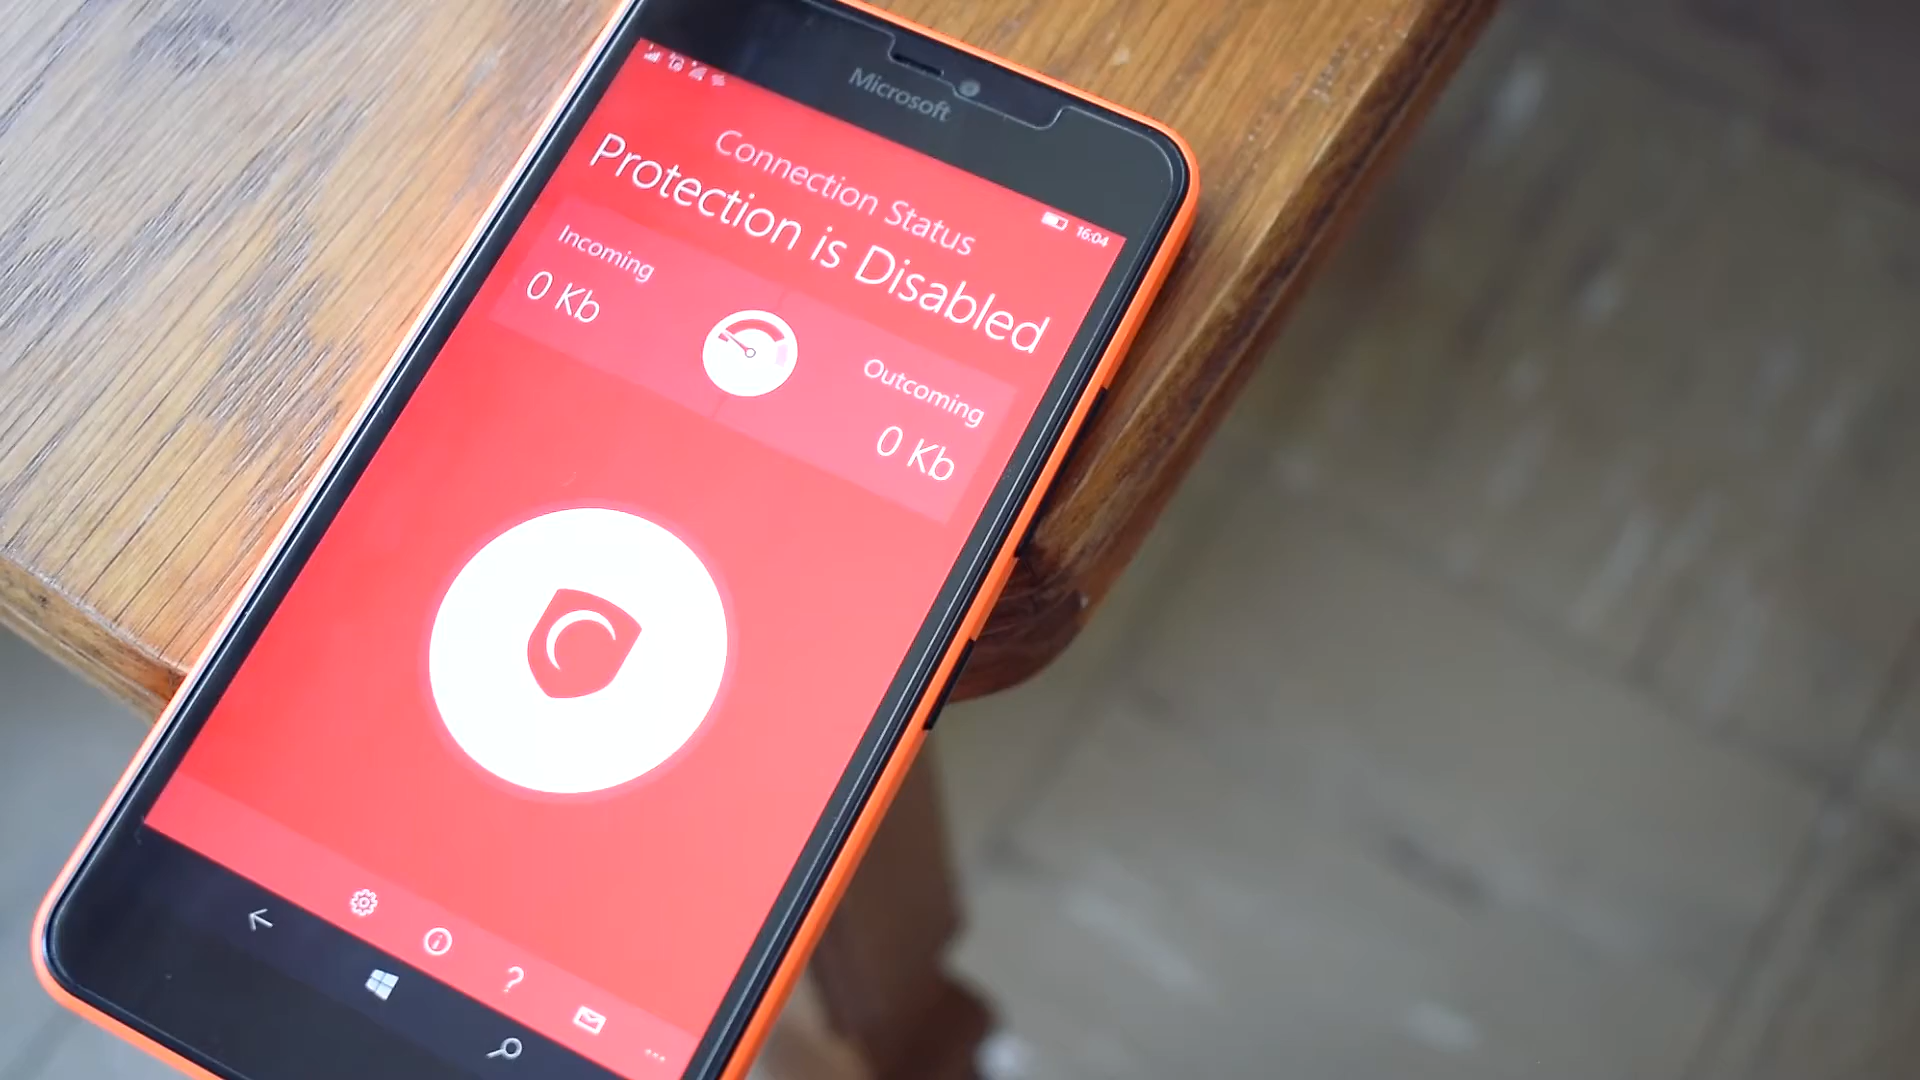 Microsoft
16:04
Connection Status
Protection is Disabled
Incoming
0 Kb
Outcoming
0 Kb